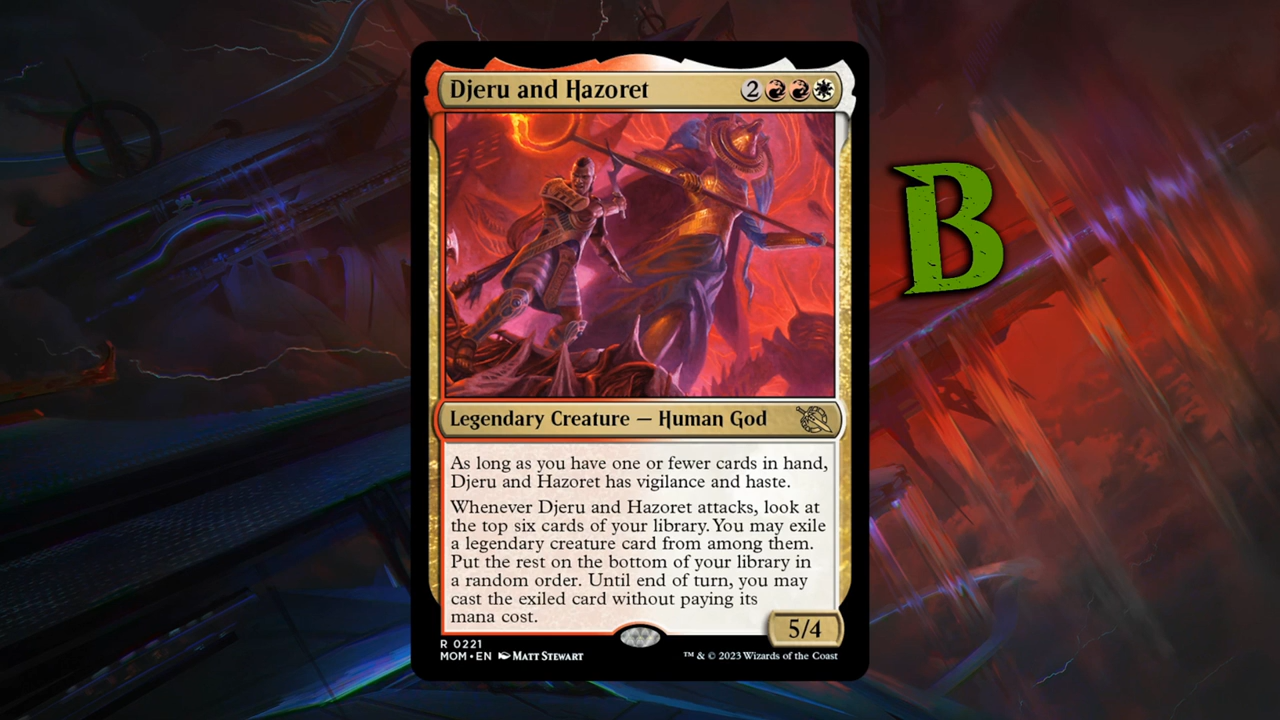 Djeru and Hazoret 2
B
Legendary Creature — Human God
As long as you have one or fewer cards in hand,
Djeru and Hazoret has vigilance and haste.
Whenever Djeru and Hazoret attacks, look at
the top six cards of your library. You may exile
a legendary creature card from among them.
Put the rest on the bottom of your library in
a random order. Until end of turn, you may
cast the exiled card without paying its
mana cost.
5/4
R 0221
MOM • EN Matt Stewart
™ & © 2023 Wizards of the Coast